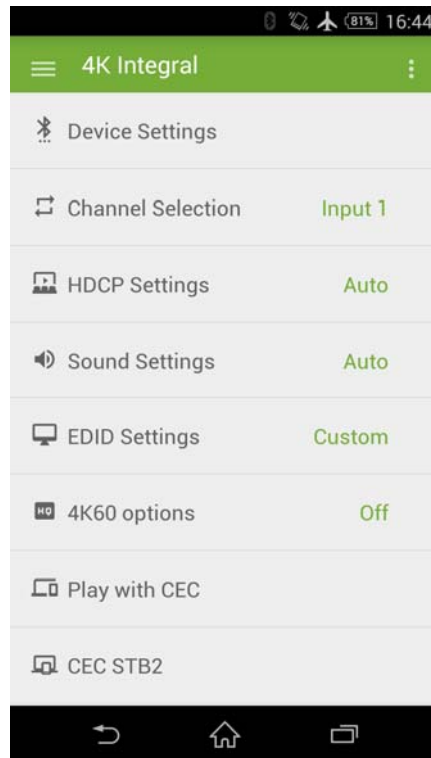 81% 16:44
4K Integral
Device Settings
Channel Selection Input 1
HDCP Settings Auto
Sound Settings Auto
EDID Settings Custom
HQ 4K60 options Off
Play with CEC
CEC STB2